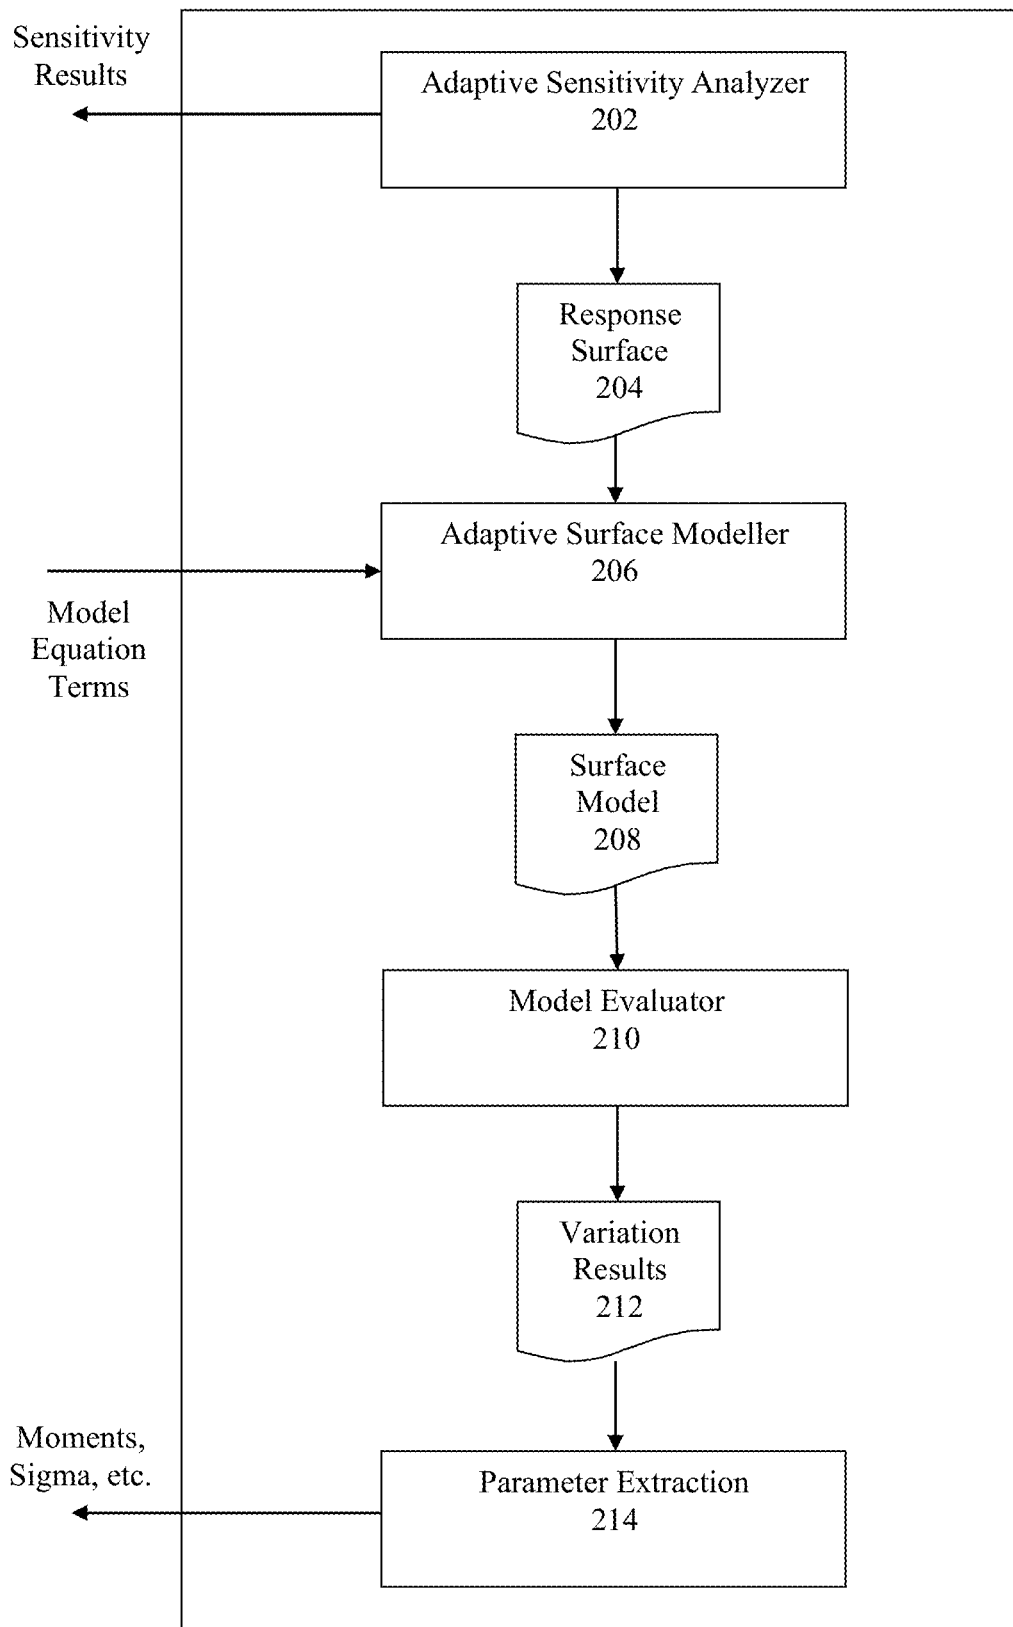 Sensitivity
Results
Adaptive Sensitivity Analyzer
202
Response
Surface
204
Adaptive Surface Modeller
206
Model
Equation
Terms
Surface
Model
208
Model Evaluator
210
Variation
Results
212
Moments,
Sigma, etc.
Parameter Extraction
214